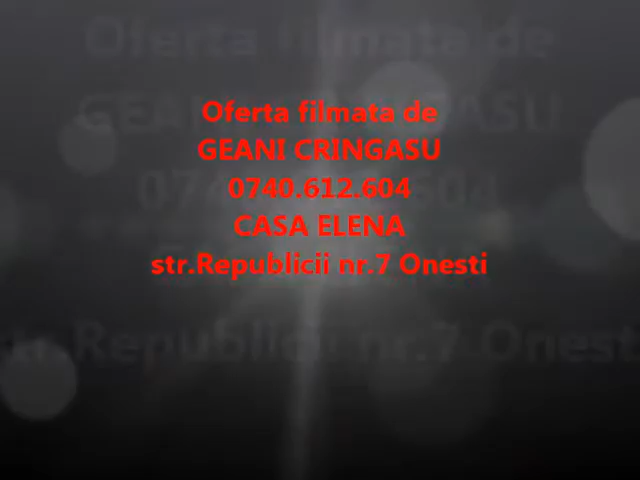 Oferta filmata de
GEANI CRINGASU
0740.612.604
CASA ELENA
str.Republicii nr.7 Onesti